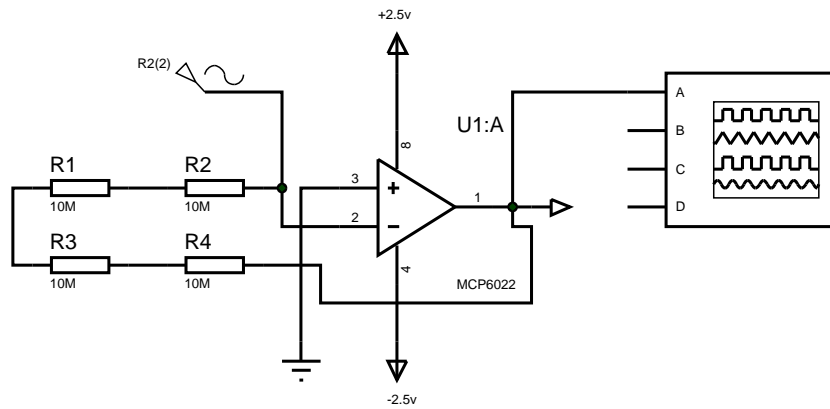 +2.5v
R2(2)
A
U1:A
B
8
R1
R2
3
C
10M
10M
1
D
2
R3
R4
4
10M
10M
MCP6022
-2.5v